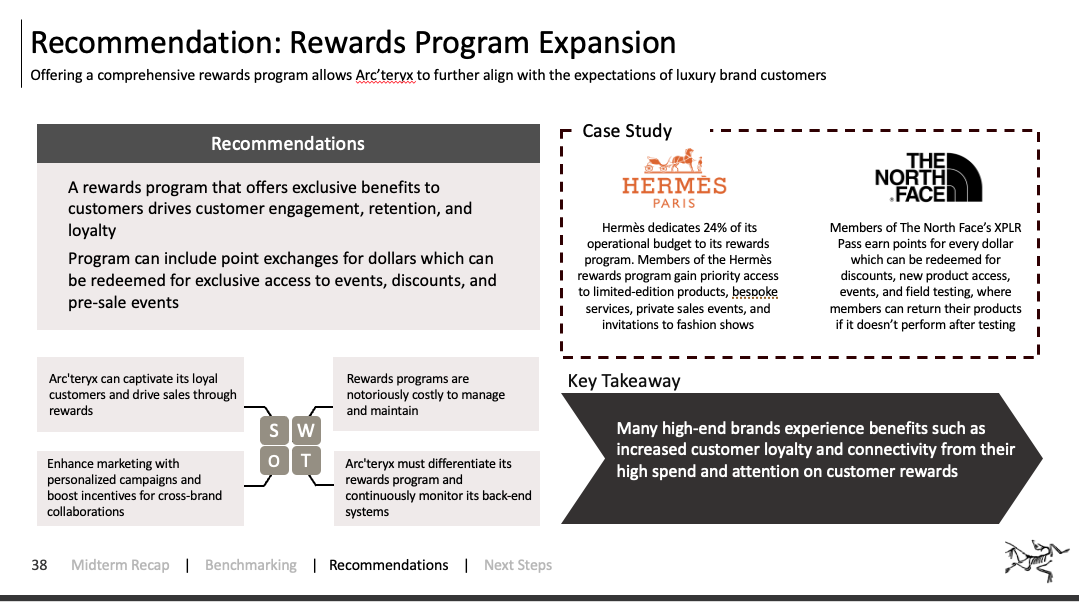 Recommendation: Rewards Program Expansion
Offering a comprehensive rewards program allows Arc'teryx to further align with the expectations of luxury brand customers
Recommendations
A rewards program that offers exclusive benefits to
customers drives customer engagement, retention, and
loyalty
Program can include point exchanges for dollars which can
be redeemed for exclusive access to events, discounts, and
pre-sale events
Arc'teryx can captivate its loyal
customers and drive sales through
rewards
Rewards programs are
notoriously costly to manage
and maintain
S W
O T
Enhance marketing with
personalized campaigns and
boost incentives for cross-brand
collaborations
Arc'teryx must differentiate its
rewards program and
continuously monitor its back-end
systems
Case Study
HERMÈS
PARIS
Hermès dedicates 24% of its
operational budget to its rewards
program. Members of the Hermès
rewards program gain priority access
to limited-edition products, bespoke
services, private sales events, and
invitations to fashion shows
THE
NORTH
FACE
Members of The North Face's XPLR
Pass earn points for every dollar
which can be redeemed for
discounts, new product access,
events, and field testing, where
members can return their products
if it doesn't perform after testing
Key Takeaway
Many high-end brands experience benefits such as
increased customer loyalty and connectivity from their
high spend and attention on customer rewards
38 Midterm Recap | Benchmarking | Recommendations | Next Steps